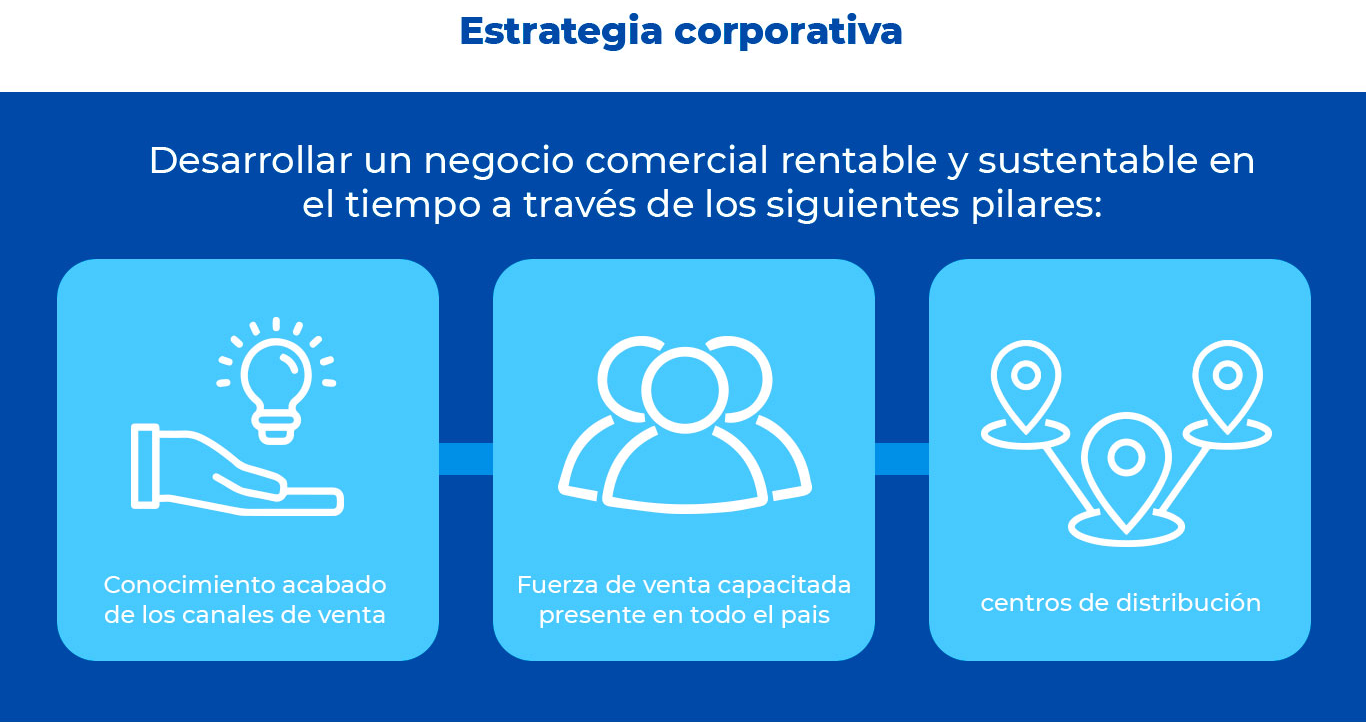 Estrategia corporativa
Desarrollar un negocio comercial rentable y sustentable en
el tiempo a través de los siguientes pilares:
Conocimiento acabado
de los canales de venta
Fuerza de venta capacitada
presente en todo el pais
centros de distribución